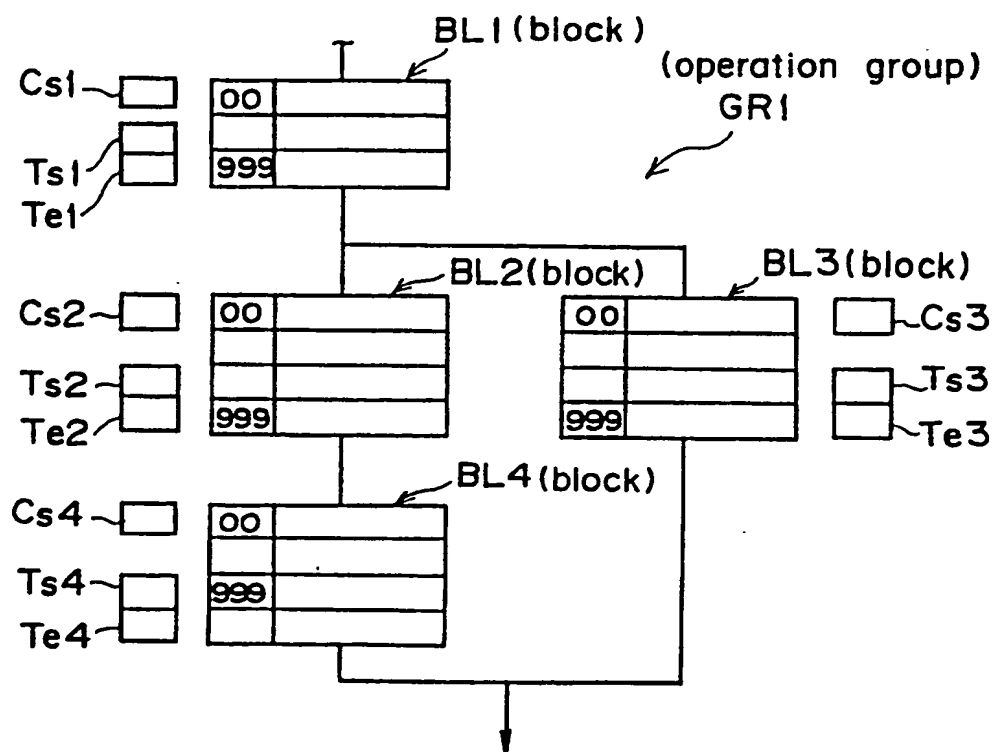 BL1(block)
(operation group)
GR1
Cs1
00
Ts1
999
Te1
BL2(block)
BL3(block)
Cs2
00
00
Cs3
Ts2
Ts3
Te2
999
999
Te3
BL4(block)
Cs4
00
Ts4
999
Te4